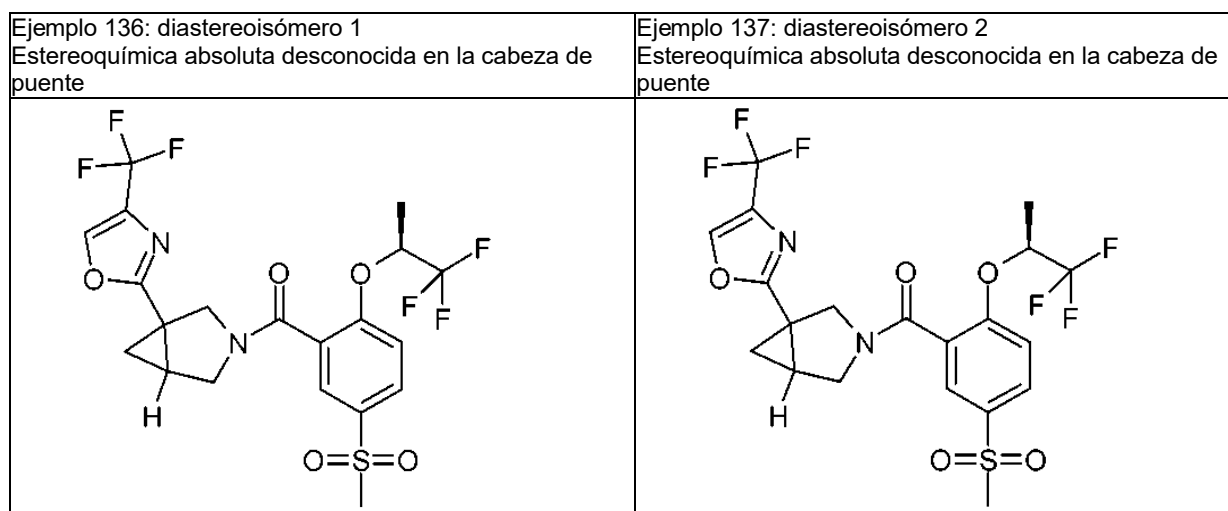 Ejemplo 136: diastereoisómero 1
Estereoquímica absoluta desconocida en la cabeza de
puente
Ejemplo 137: diastereoisómero 2
Estereoquímica absoluta desconocida en la cabeza de
puente
F
F F
N
O
O
O
F
F F
N
H
O=S=O
F
F F
N
O
O
O
F
F F
N
H
O=S=O